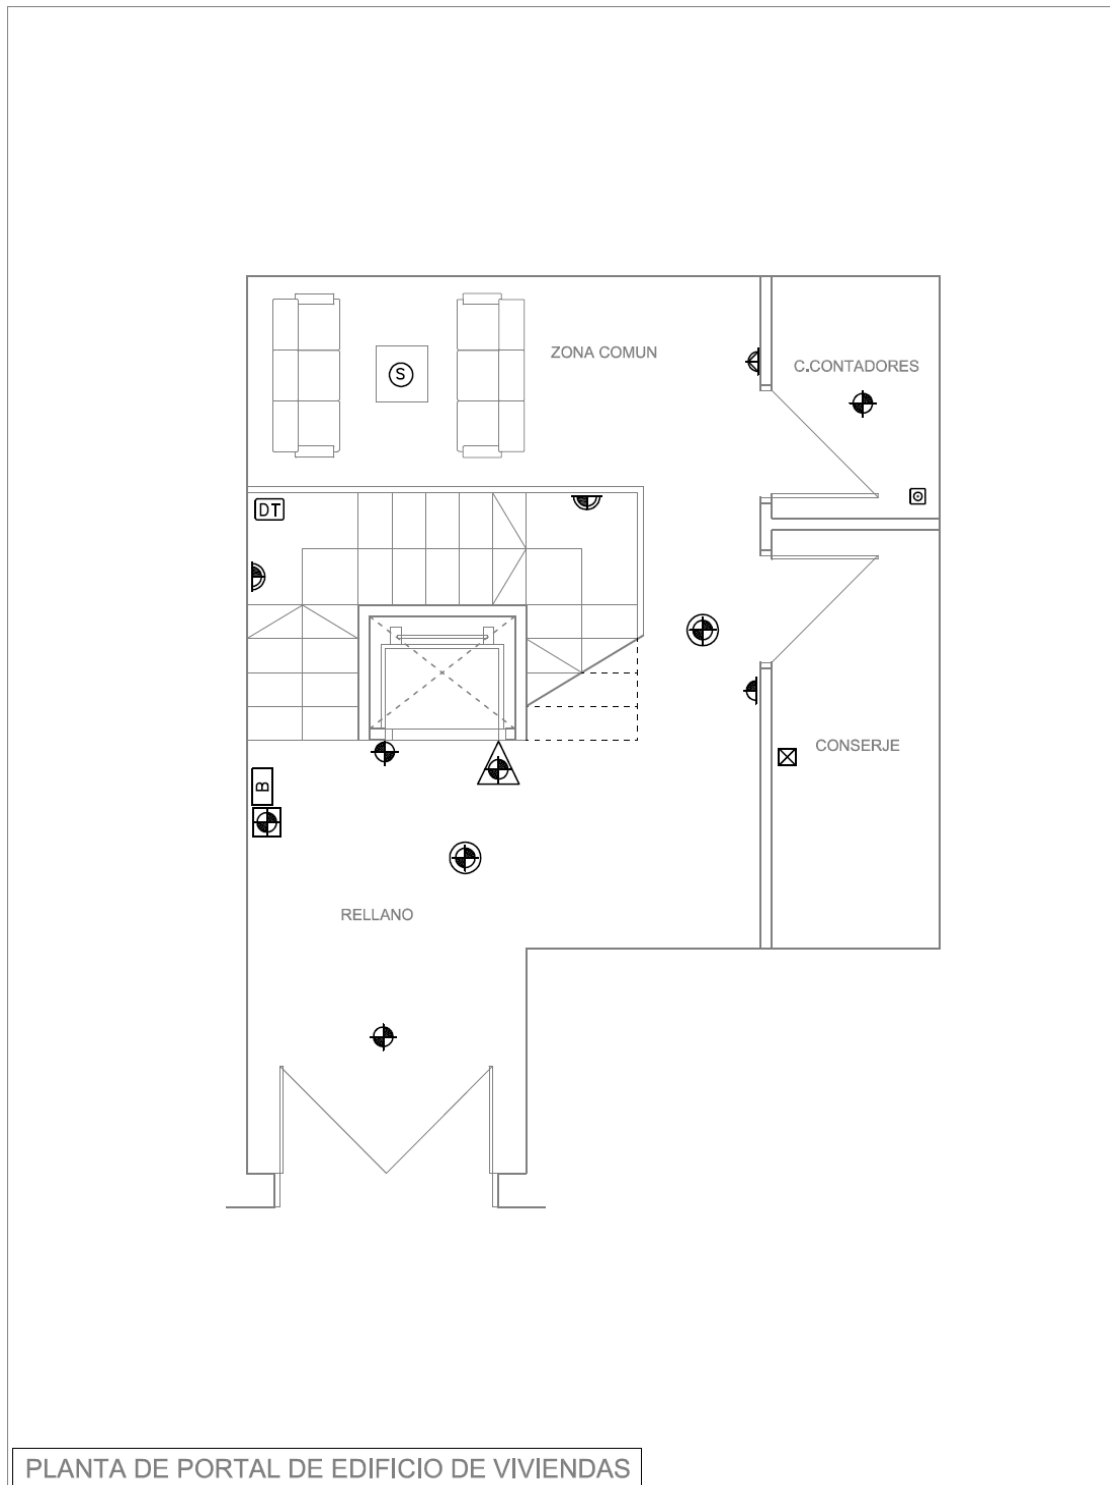 ZONA COMUN
C.CONTADORES
S
DT
CONSERJE
B
RELLANO
PLANTA DE PORTAL DE EDIFICIO DE VIVIENDAS